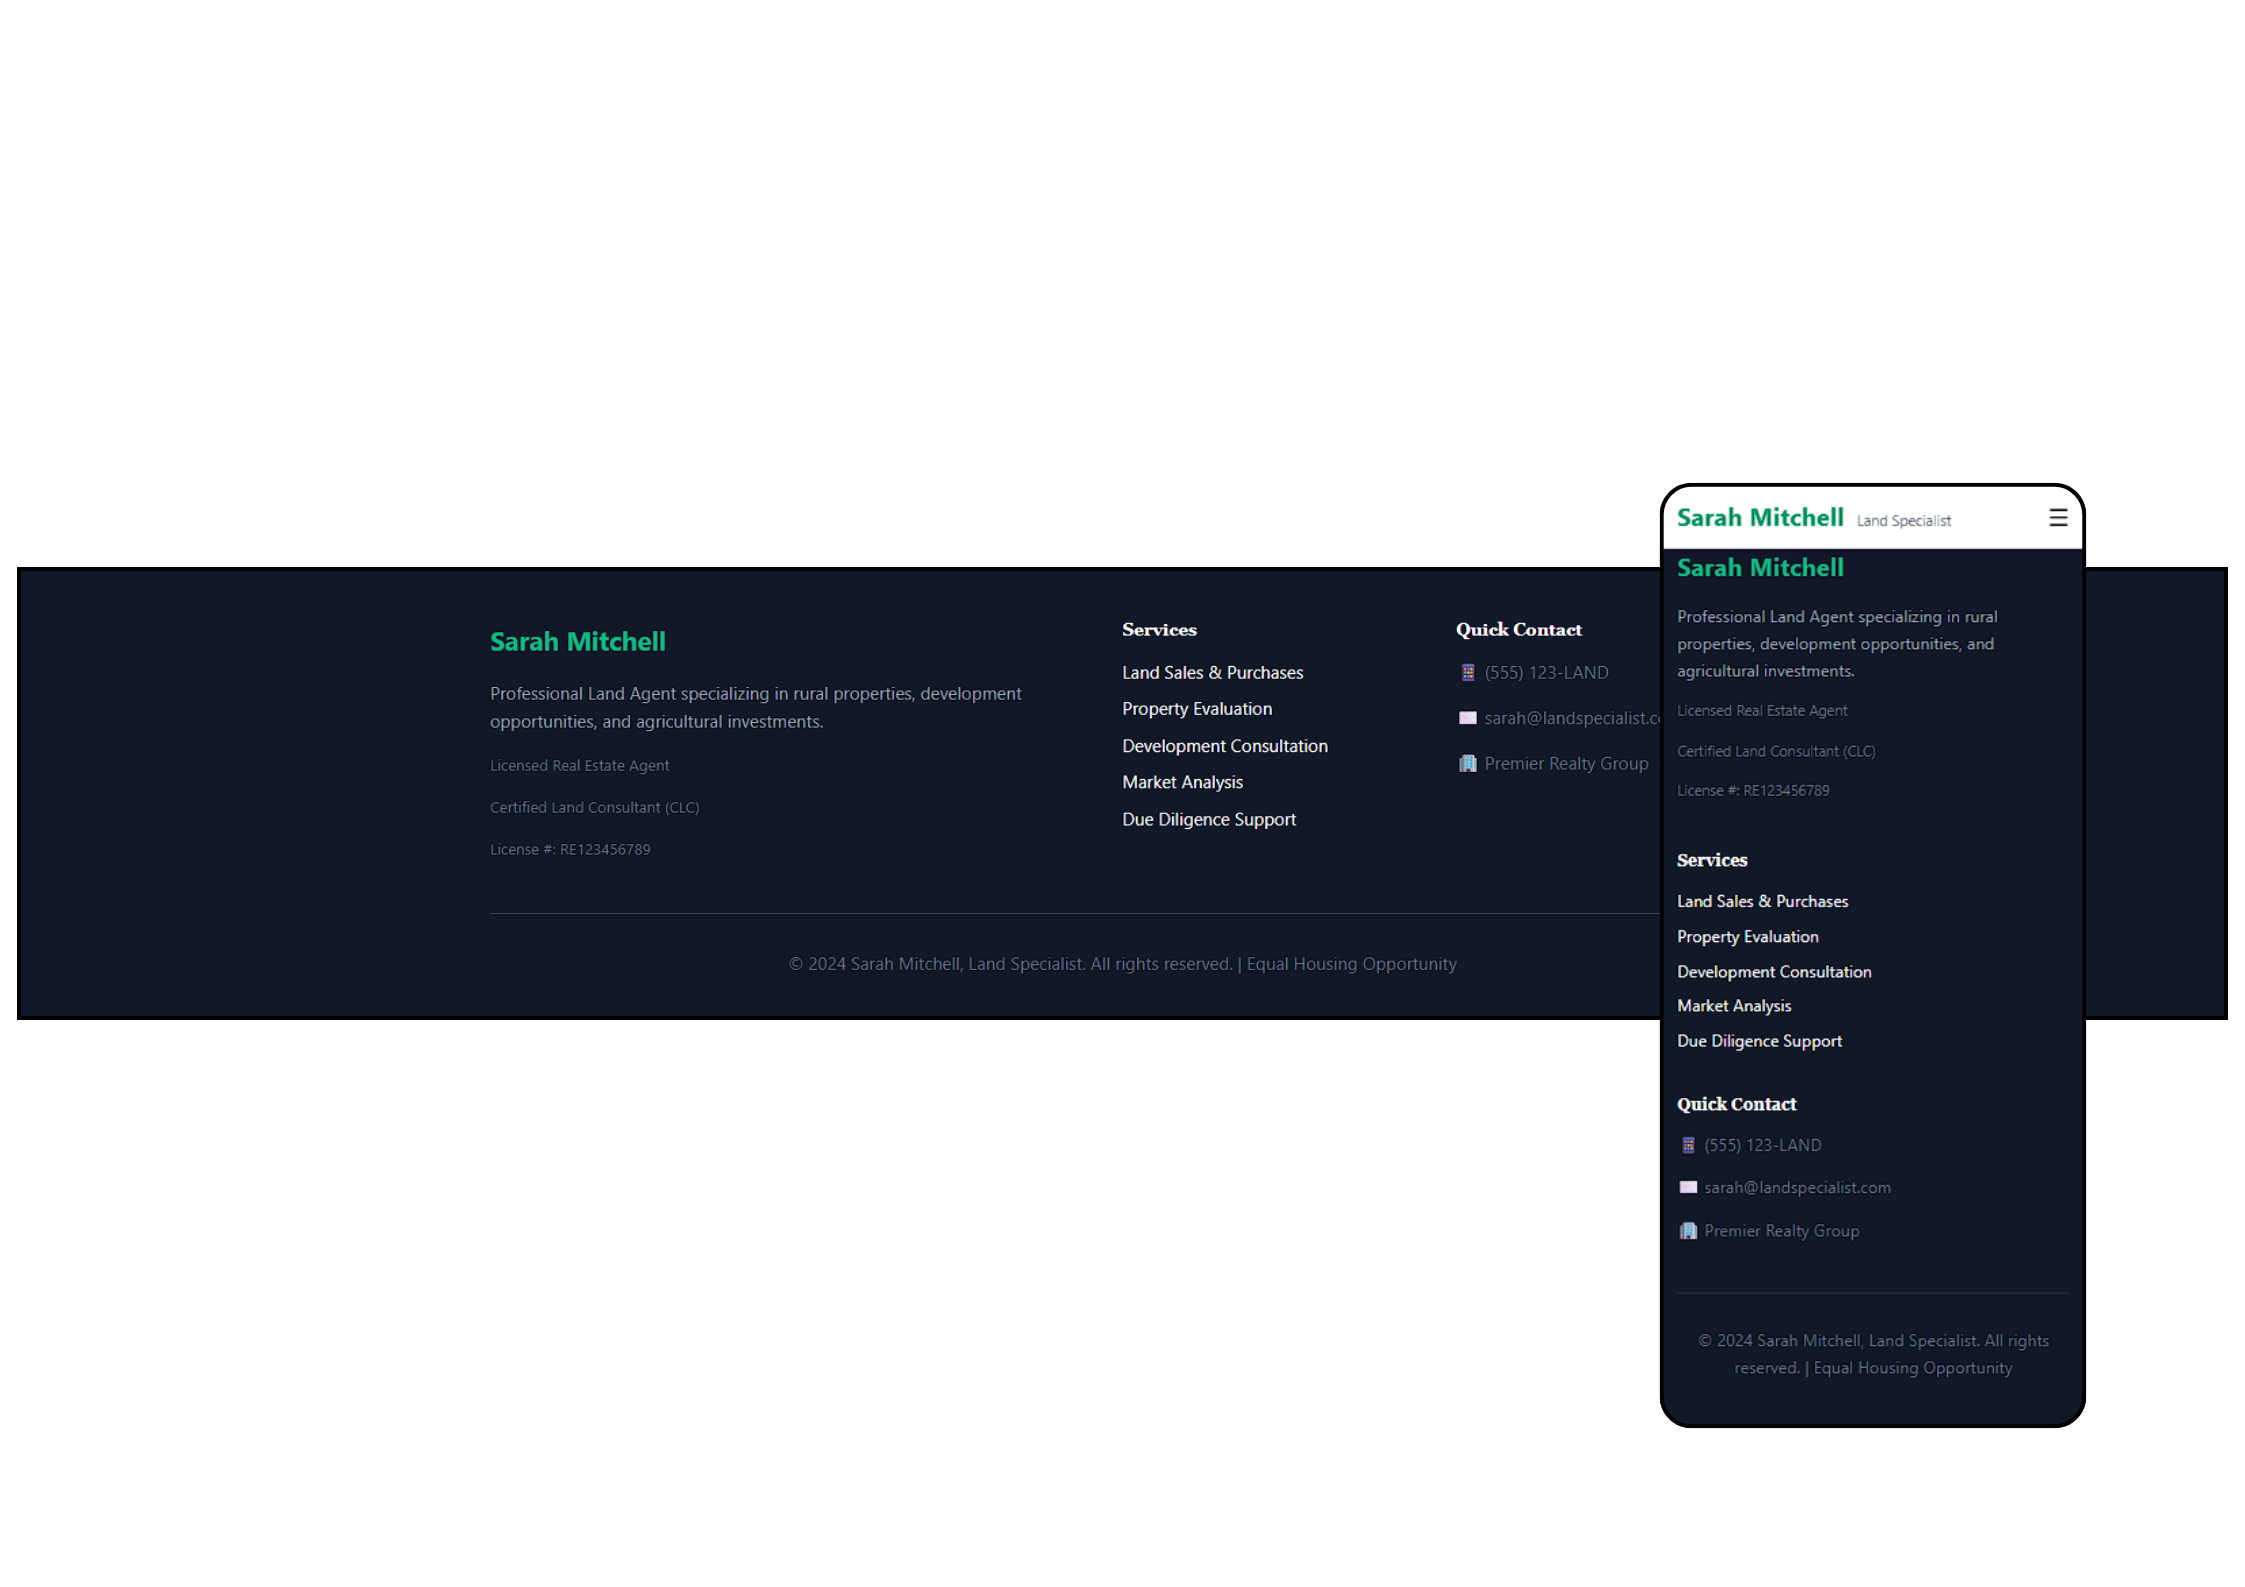 Sarah Mitchell
Professional Land Agent specializing in rural properties, development
opportunities, and agricultural investments.
Licensed Real Estate Agent
Certified Land Consultant (CLC)
License #: RE123456789
Services
Land Sales & Purchases
Property Evaluation
Development Consultation
Market Analysis
Due Diligence Support
Quick Contact
(555) 123-LAND
sarah@landspecialist.c
Premier Realty Group
© 2024 Sarah Mitchell, Land Specialist. All rights reserved. | Equal Housing Opportunity
Sarah Mitchell Land Specialist
Sarah Mitchell
Professional Land Agent specializing in rural
properties, development opportunities, and
agricultural investments.
Licensed Real Estate Agent
Certified Land Consultant (CLC)
License #: RE123456789
Services
Land Sales & Purchases
Property Evaluation
Development Consultation
Market Analysis
Due Diligence Support
Quick Contact
(555) 123-LAND
sarah@landspecialist.com
Premier Realty Group
© 2024 Sarah Mitchell, Land Specialist. All rights
reserved. | Equal Housing Opportunity